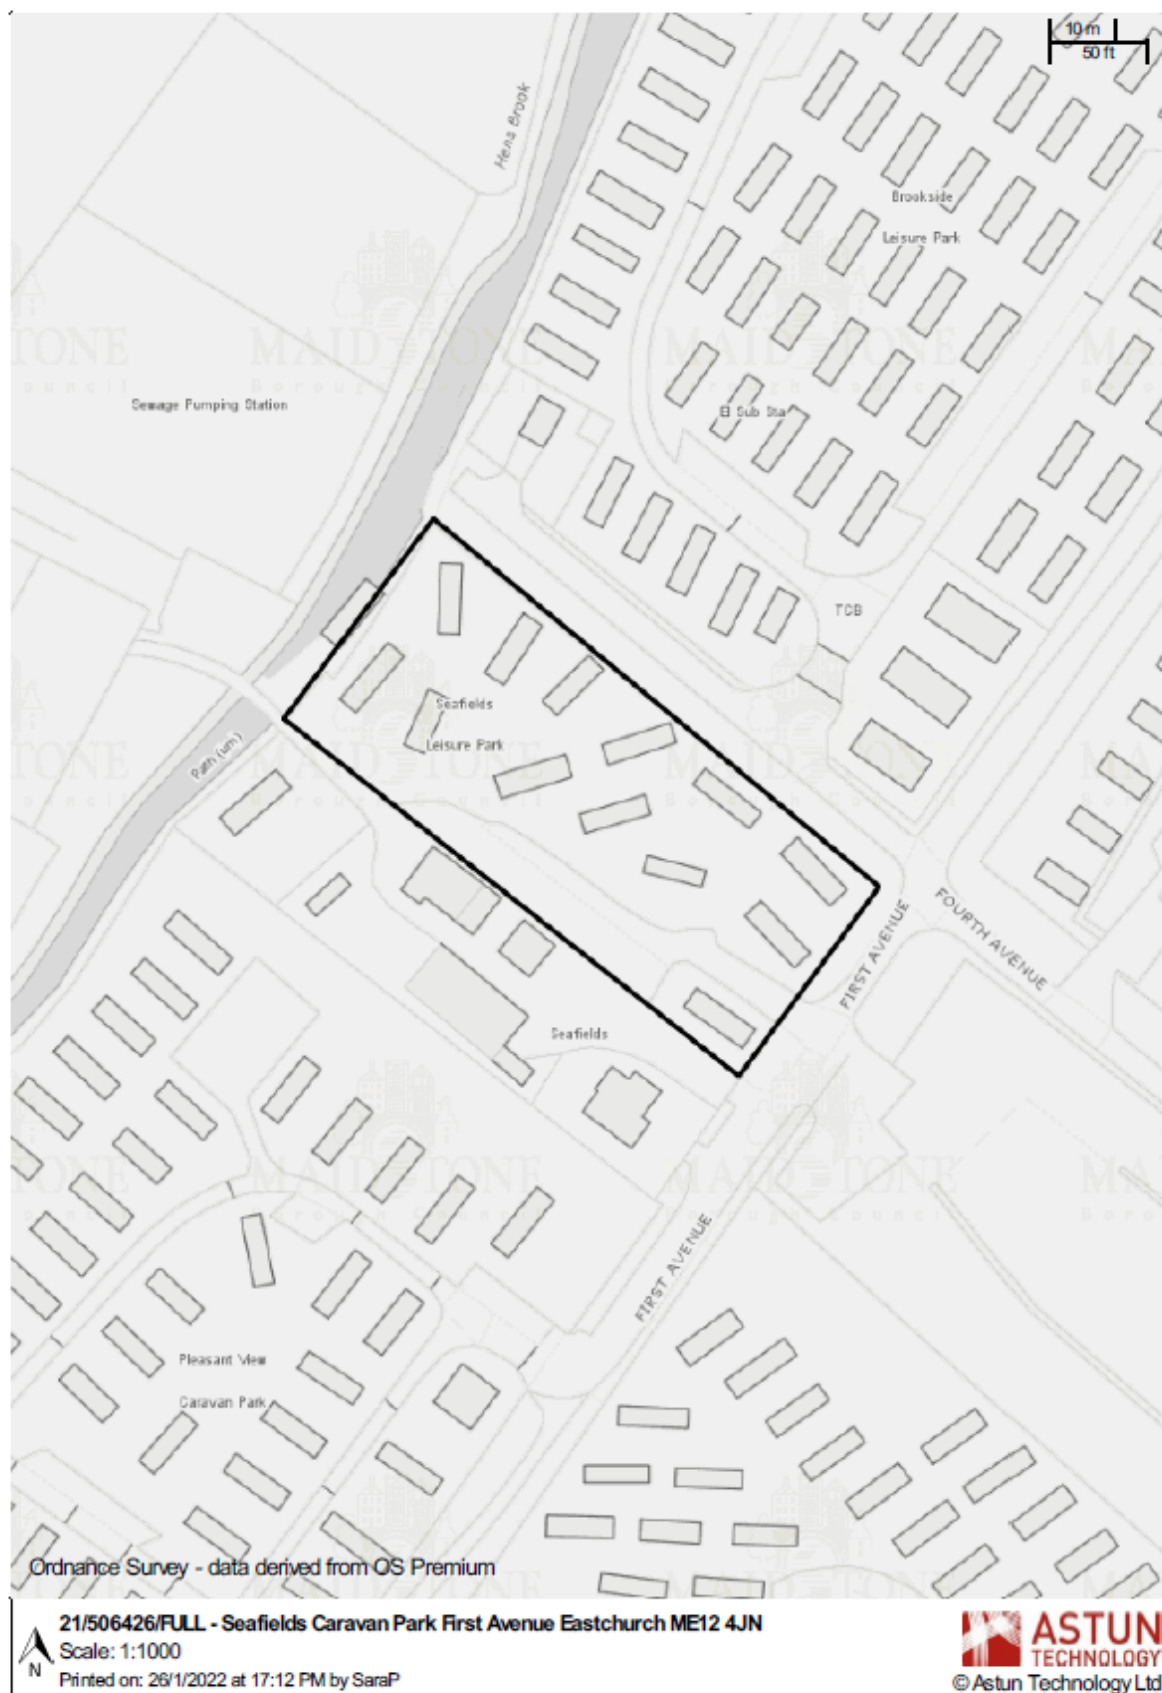 10 m
50 ft
Hens Brook
Brookside
Leisure Park
Sewage Pumping Station
El Sub Sta
TCB
Seafields
Leisure Park
Path (um)
FIRST AVENUE
FOURTH AVENUE
Seafields
FIRST AVENUE
Pleasant View
Caravan Park
MAIDSTONE
Borough Council
Ordnance Survey - data derived from OS Premium
21/506426/FULL - Seafields Caravan Park First Avenue Eastchurch ME12 4JN
Scale: 1:1000
N
Printed on: 26/1/2022 at 17:12 PM by SaraP
ASTUN
TECHNOLOGY
© Astun Technology Ltd